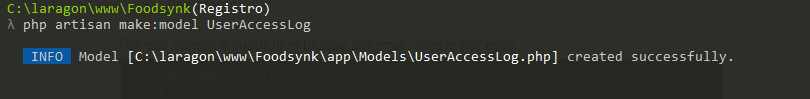 C:\laragon\www\Foodsynk(Registro)
λ php artisan make:model UserAccessLog
INFO Model [C:\laragon\www\Foodsynk\app\Models\UserAccessLog.php] created successfully.